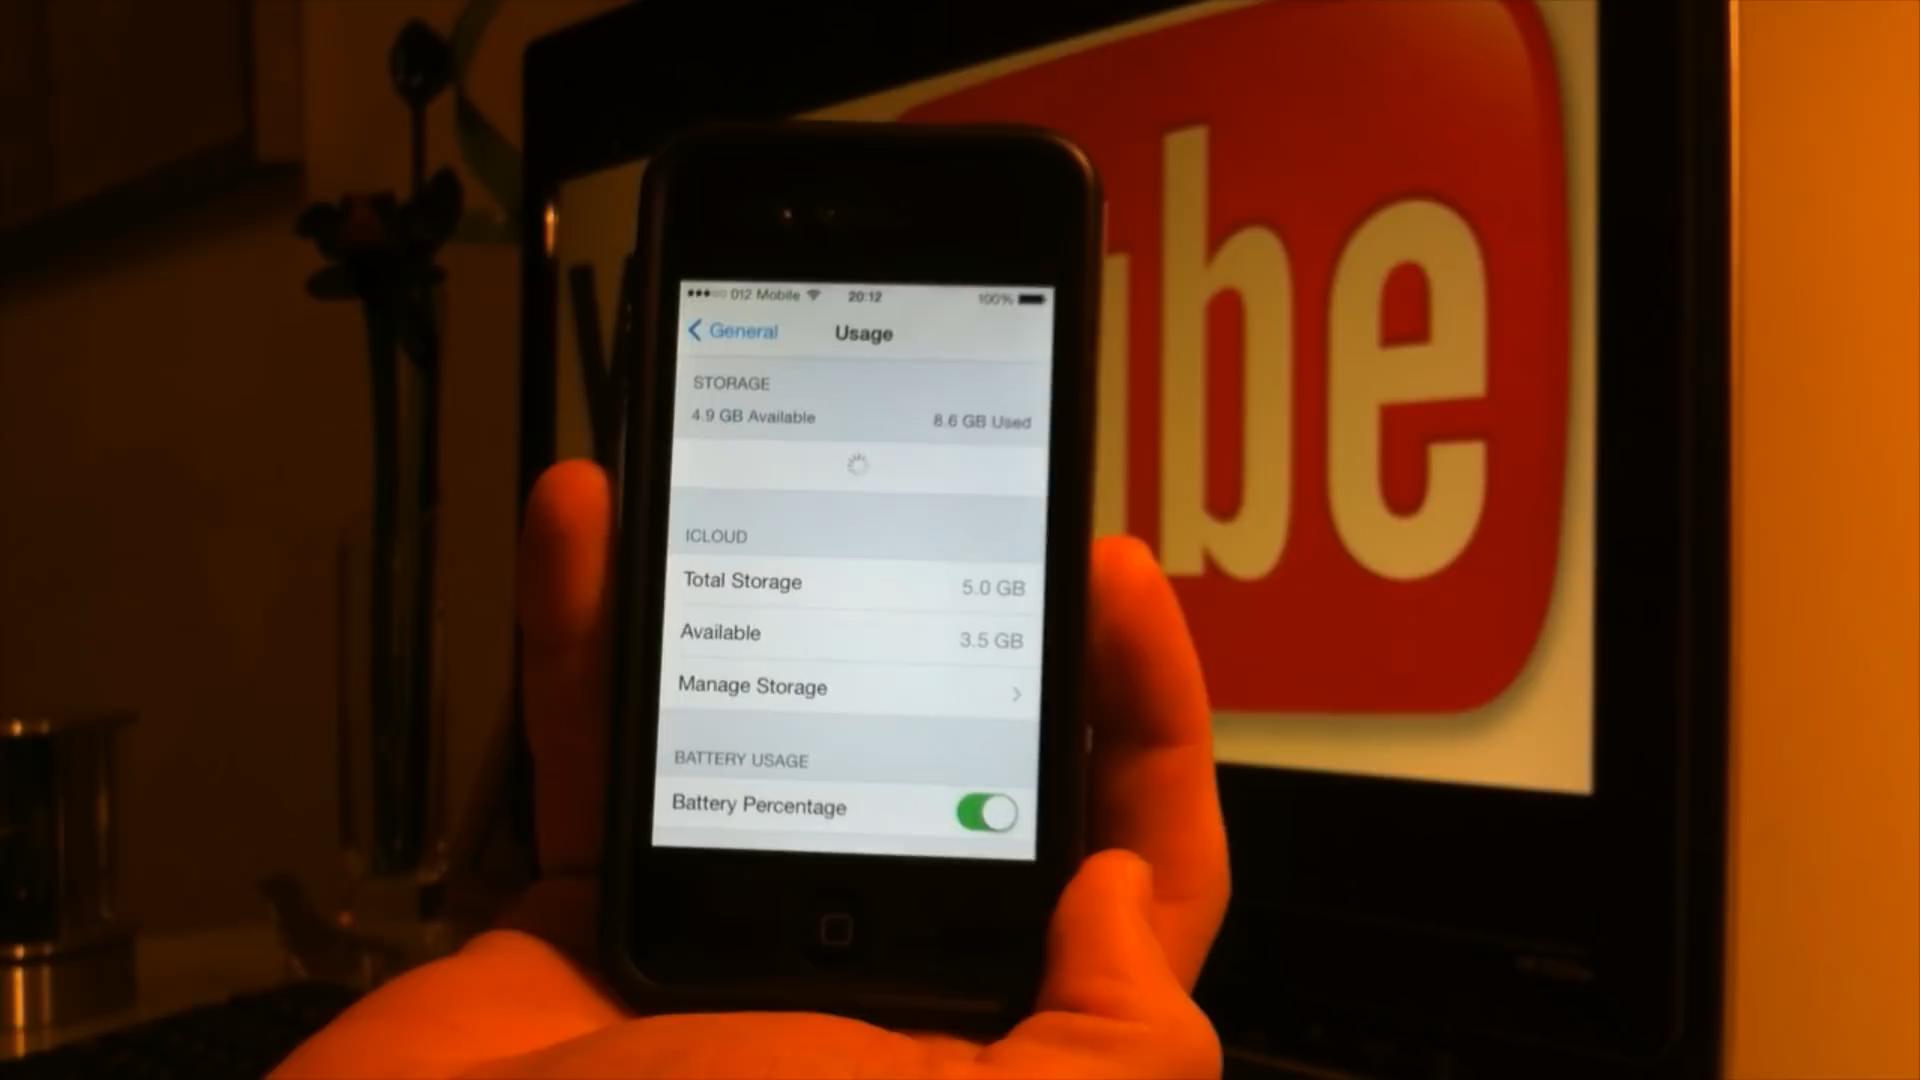 012 Mobile 20:12 100%
General Usage
STORAGE
4.9 GB Available 8.6 GB Used
ICLOUD
Total Storage 5.0 GB
Available 3.5 GB
Manage Storage
BATTERY USAGE
Battery Percentage
be